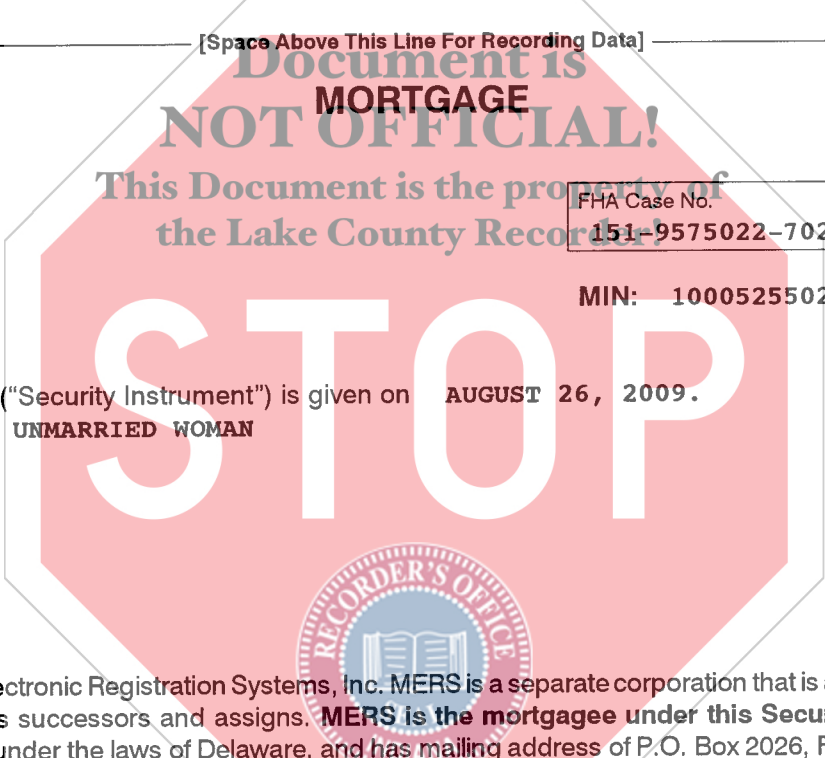 [Space Above This Line For Recording Data]
Document is
MORTGAGE
NOT OFFICIAL!
This Document is the property of
the Lake County Recorder!
FHA Case No.
151-9575022-702
MIN: 1000525502
STOP
("Security Instrument") is given on AUGUST 26, 2009.
UNMARRIED WOMAN
RECORDER'S OFFICE
SEAL
ectronic Registration Systems, Inc. MERS is a separate corporation that is
s successors and assigns. MERS is the mortgagee under this Secu
under the laws of Delaware, and has mailing address of P.O. Box 2026, F